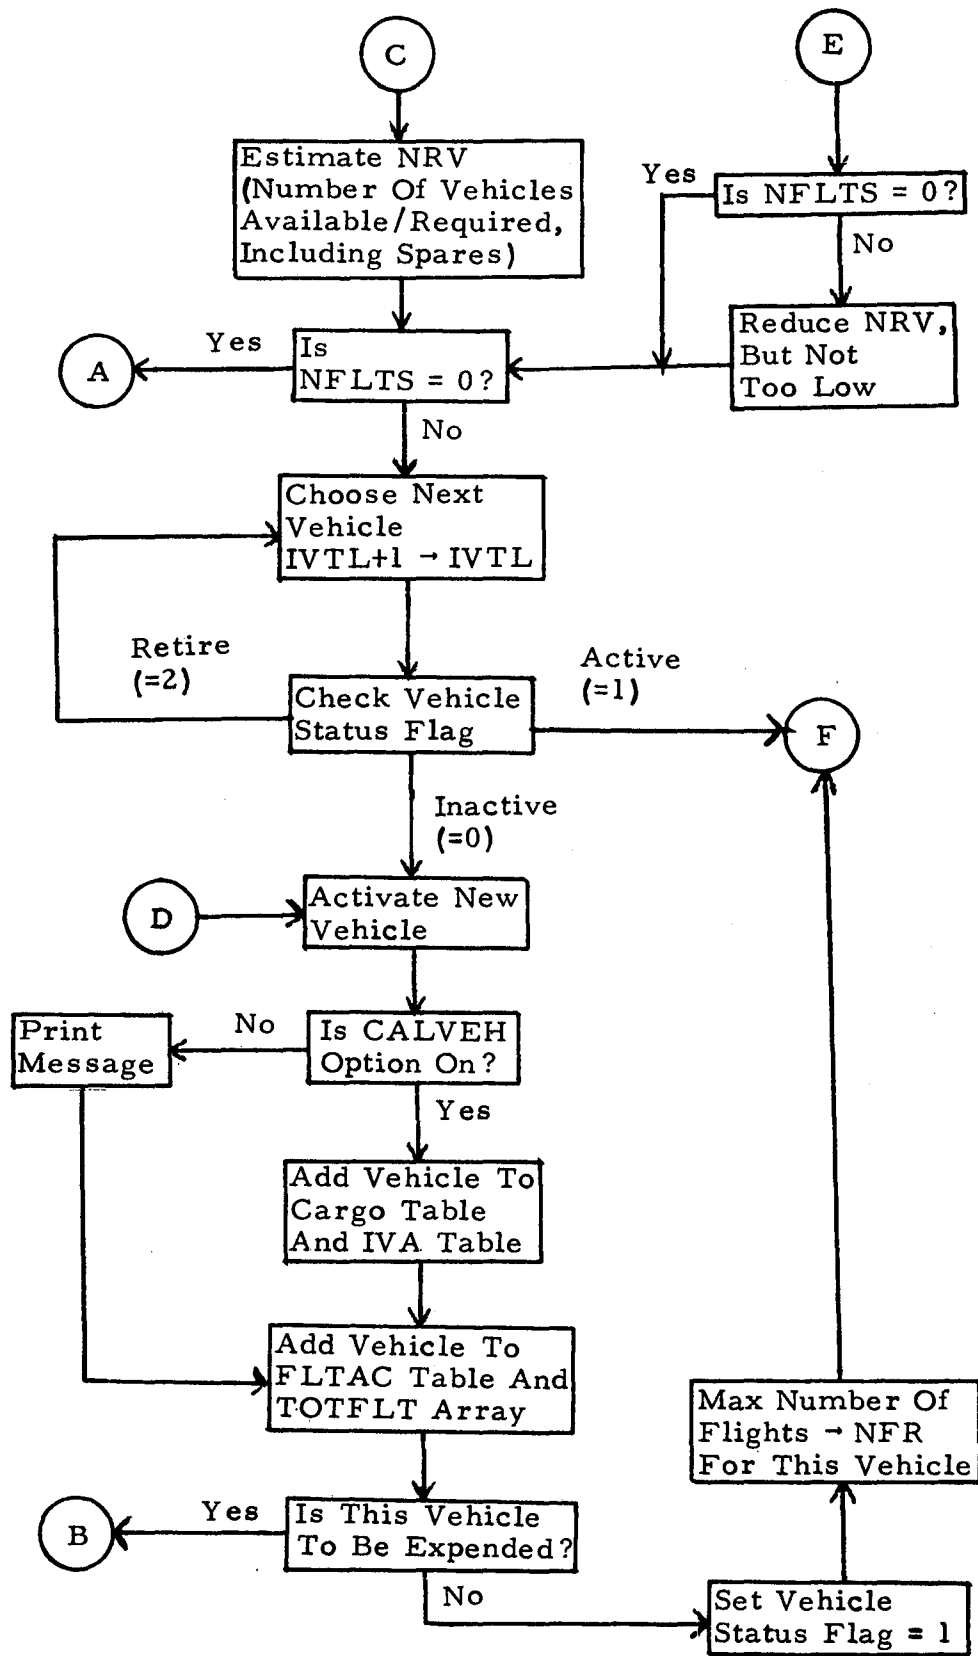 C
E
Estimate NRV
(Number Of Vehicles
Available/Required,
Including Spares)
Yes
Is NFLTS = 0?
No
Reduce NRV,
But Not
Too Low
Yes
A
Is
NFLTS = 0?
No
Choose Next
Vehicle
IVTL+1 → IVTL
Retire
(=2)
Active
(=1)
Check Vehicle
Status Flag
F
Inactive
(=0)
D
Activate New
Vehicle
Print
Message
No
Is CALVEH
Option On?
Yes
Add Vehicle To
Cargo Table
And IVA Table
Add Vehicle To
FLTAC Table And
TOTFLT Array
Max Number Of
Flights → NFR
For This Vehicle
B
Yes
Is This Vehicle
To Be Expended?
No
Set Vehicle
Status Flag = 1